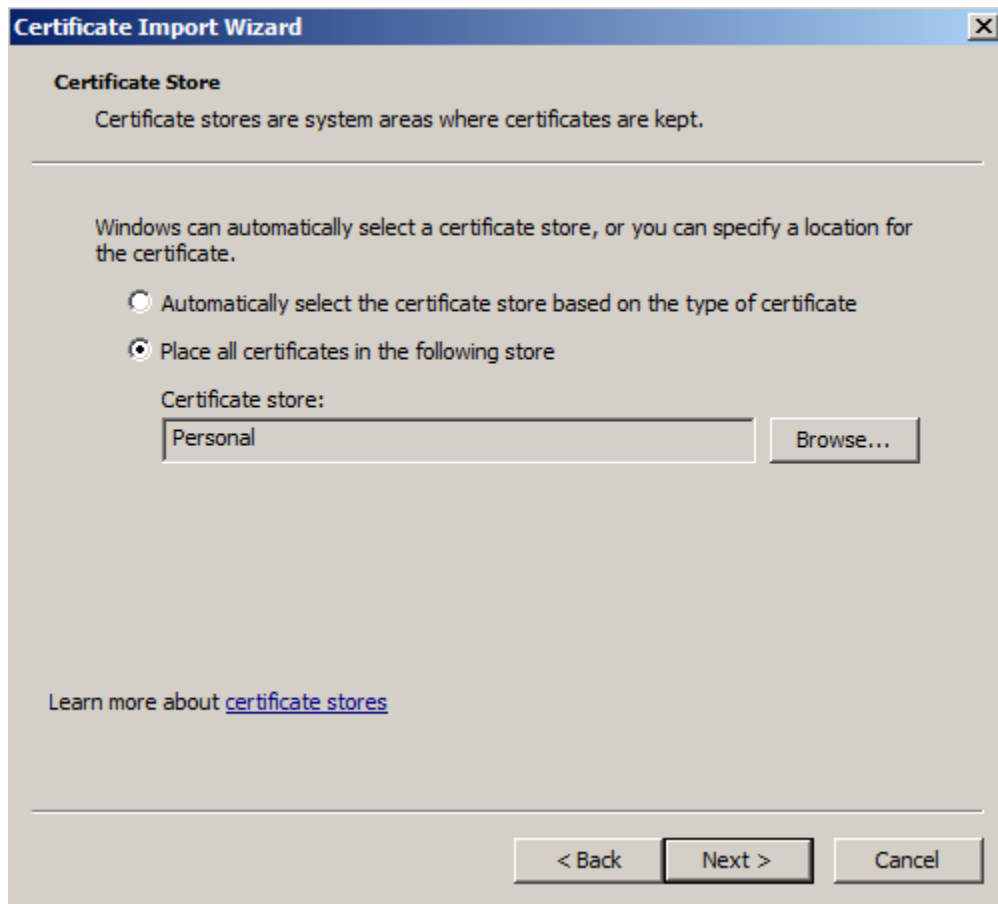 Certificate Import Wizard
Certificate Store
Certificate stores are system areas where certificates are kept.
Windows can automatically select a certificate store, or you can specify a location for
the certificate.
Automatically select the certificate store based on the type of certificate
Place all certificates in the following store
Certificate store:
Personal
Browse...
Learn more about certificate stores
< Back
Next >
Cancel